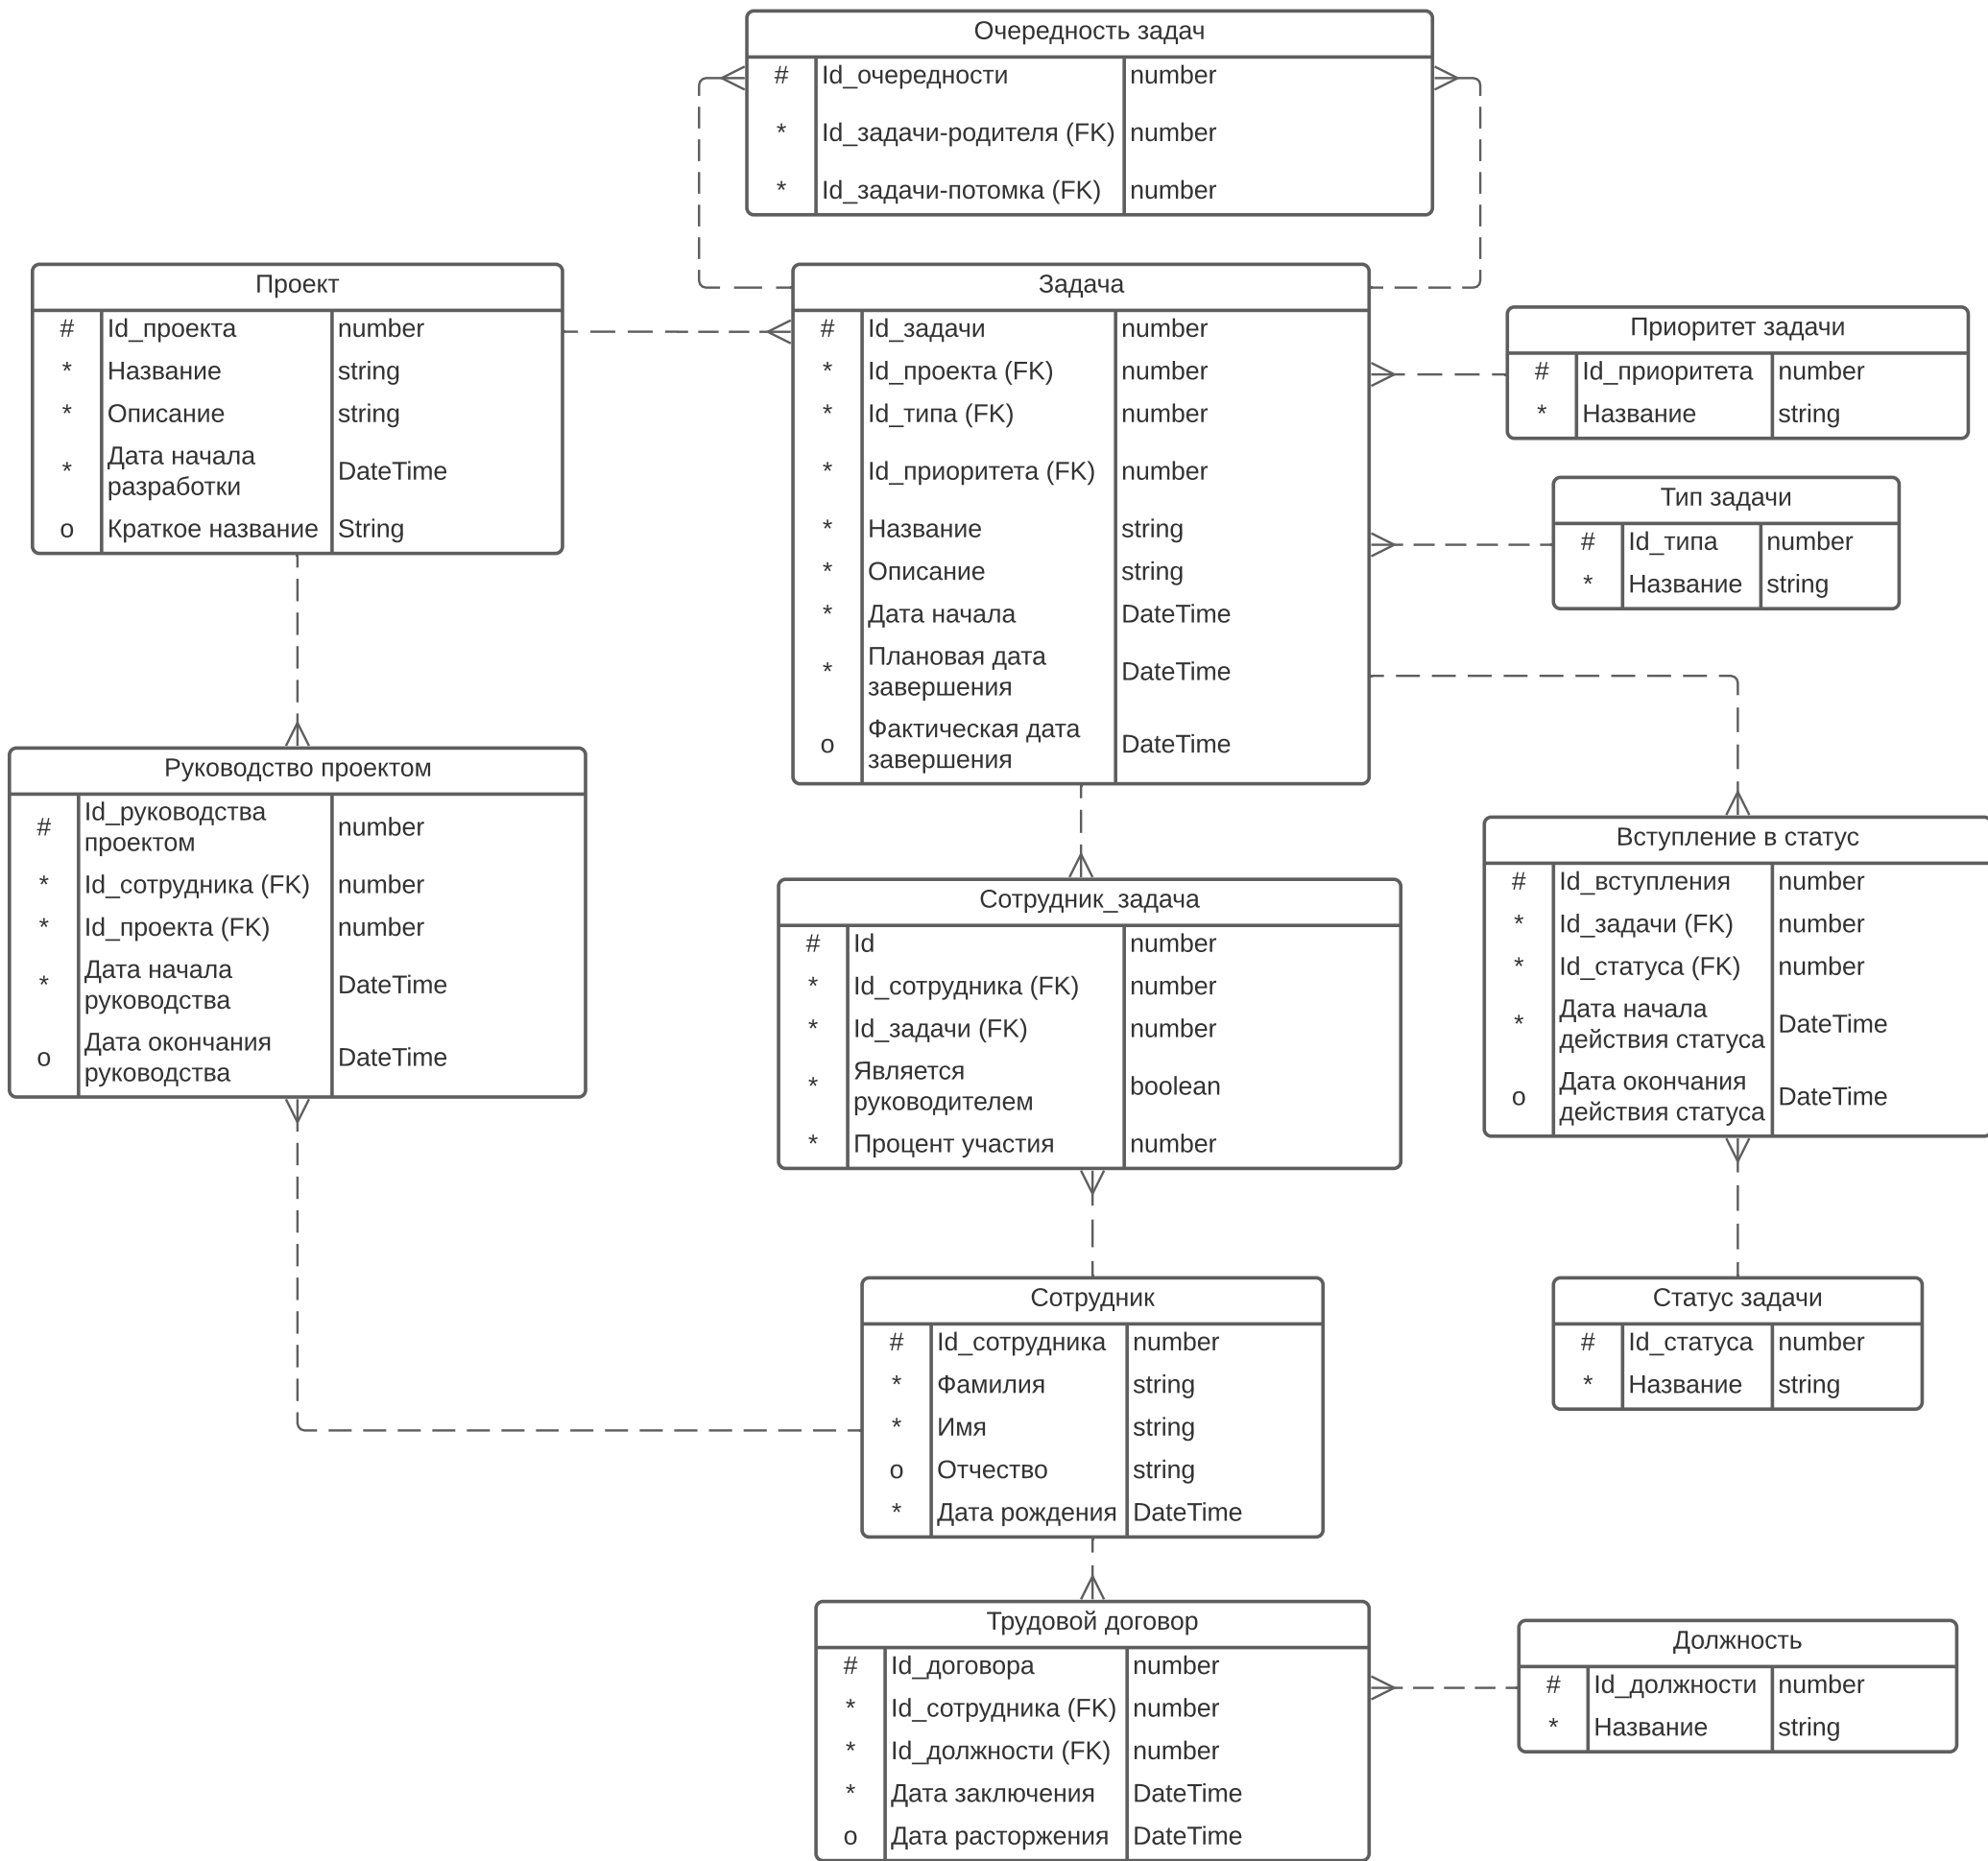 Очередность задач
# Id_очередности number
* Id_задачи-родителя (FK) number
* Id_задачи-потомка (FK) number
Проект
# Id_проекта number
* Название string
* Описание string
* Дата начала
разработки DateTime
o Краткое название String
Задача
# Id_задачи number
* Id_проекта (FK) number
* Id_типа (FK) number
* Id_приоритета (FK) number
* Название string
* Описание string
* Дата начала DateTime
* Плановая дата
завершения DateTime
o Фактическая дата
завершения DateTime
Приоритет задачи
# Id_приоритета number
* Название string
Тип задачи
# Id_типа number
* Название string
Руководство проектом
# Id_руководства
проектом number
* Id_сотрудника (FK) number
* Id_проекта (FK) number
* Дата начала
руководства DateTime
o Дата окончания
руководства DateTime
Сотрудник_задача
# Id number
* Id_сотрудника (FK) number
* Id_задачи (FK) number
* Является
руководителем boolean
* Процент участия number
Вступление в статус
# Id_вступления number
* Id_задачи (FK) number
* Id_статуса (FK) number
* Дата начала
действия статуса DateTime
o Дата окончания
действия статуса DateTime
Сотрудник
# Id_сотрудника number
* Фамилия string
* Имя string
o Отчество string
* Дата рождения DateTime
Статус задачи
# Id_статуса number
* Название string
Трудовой договор
# Id_договора number
* Id_сотрудника (FK) number
* Id_должности (FK) number
* Дата заключения DateTime
o Дата расторжения DateTime
Должность
# Id_должности number
* Название string